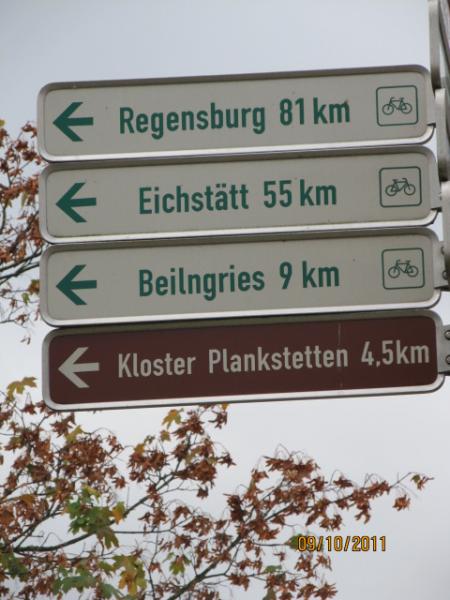 Regensburg 81 km
Eichstätt 55 km
Beilngries 9 km
Kloster Plankstetten 4,5km
09/10/2011